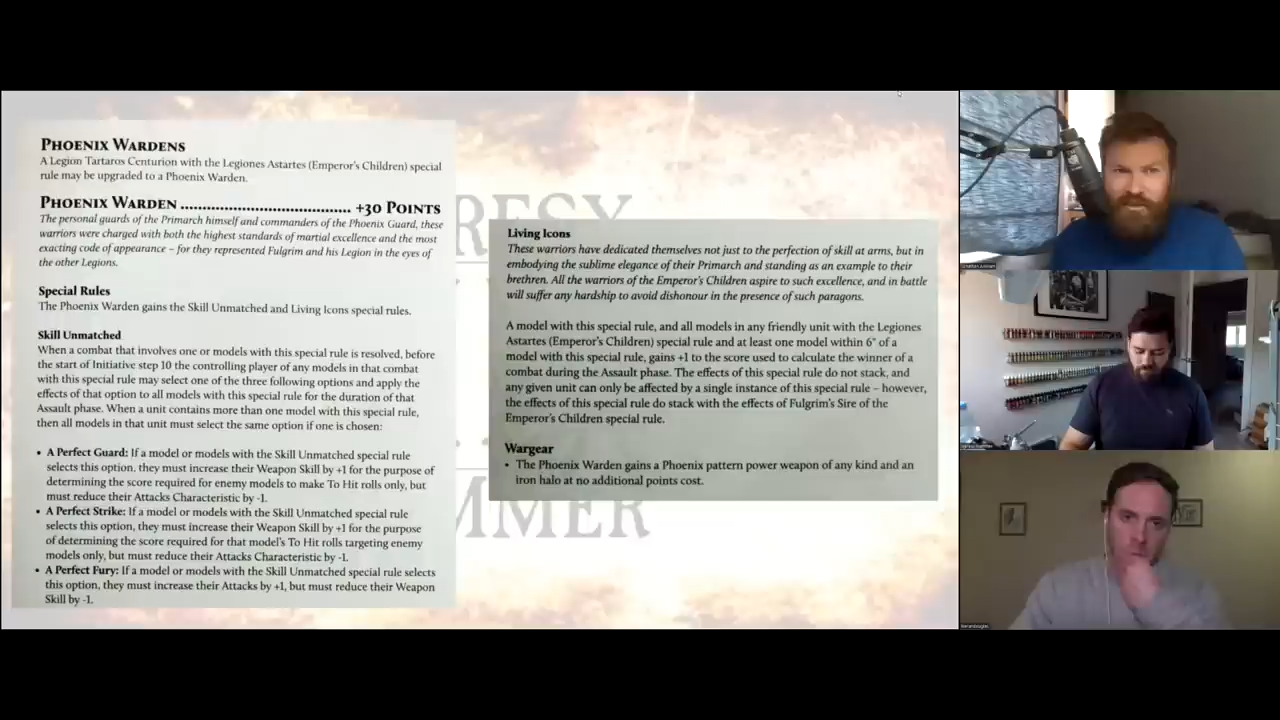 PHOENIX WARDENS
A Legion Tartaros Centurion with the Legiones Astartes (Emperor's Children) special
rule may be upgraded to a Phoenix Warden.
PHOENIX WARDEN ..................................... +30 POINTS
The personal guards of the Primarch himself and commanders of the Phoenix Guard, these
warriors were charged with both the highest standards of martial excellence and the most
exacting code of appearance – for they represented Fulgrim and his Legion in the eyes of
the other Legions.
Special Rules
The Phoenix Warden gains the Skill Unmatched and Living Icons special rules.
Skill Unmatched
When a combat that involves one or models with this special rule is resolved, before
the start of Initiative step 10 the controlling player of any models in that combat
with this special rule may select one of the three following options and apply the
effects of that option to all models with this special rule for the duration of that
Assault phase. When a unit contains more than one model with this special rule,
then all models in that unit must select the same option if one is chosen:
• A Perfect Guard: If a model or models with the Skill Unmatched special rule
selects this option, they must increase their Weapon Skill by +1 for the purpose of
determining the score required for enemy models to make To Hit rolls only, but
must reduce their Attacks Characteristic by -1.
• A Perfect Strike: If a model or models with the Skill Unmatched special rule
selects this option, they must increase their Weapon Skill by +1 for the purpose
of determining the score required for that model's To Hit rolls targeting enemy
models only, but must reduce their Attacks Characteristic by -1.
• A Perfect Fury: If a model or models with the Skill Unmatched special rule selects
this option, they must increase their Attacks by +1, but must reduce their Weapon
Skill by -1.
RESY
MMER
Living Icons
These warriors have dedicated themselves not just to the perfection of skill at arms, but in
embodying the sublime elegance of their Primarch and standing as an example to their
brethren. All the warriors of the Emperor's Children aspire to such excellence, and in battle
will suffer any hardship to avoid dishonour in the presence of such paragons.
A model with this special rule, and all models in any friendly unit with the Legiones
Astartes (Emperor's Children) special rule and at least one model within 6" of a
model with this special rule, gains +1 to the score used to calculate the winner of a
combat during the Assault phase. The effects of this special rule do not stack, and
any given unit can only be affected by a single instance of this special rule – however,
the effects of this special rule do stack with the effects of Fulgrim's Sire of the
Emperor's Children special rule.
Wargear
• The Phoenix Warden gains a Phoenix pattern power weapon of any kind and an
iron halo at no additional points cost.